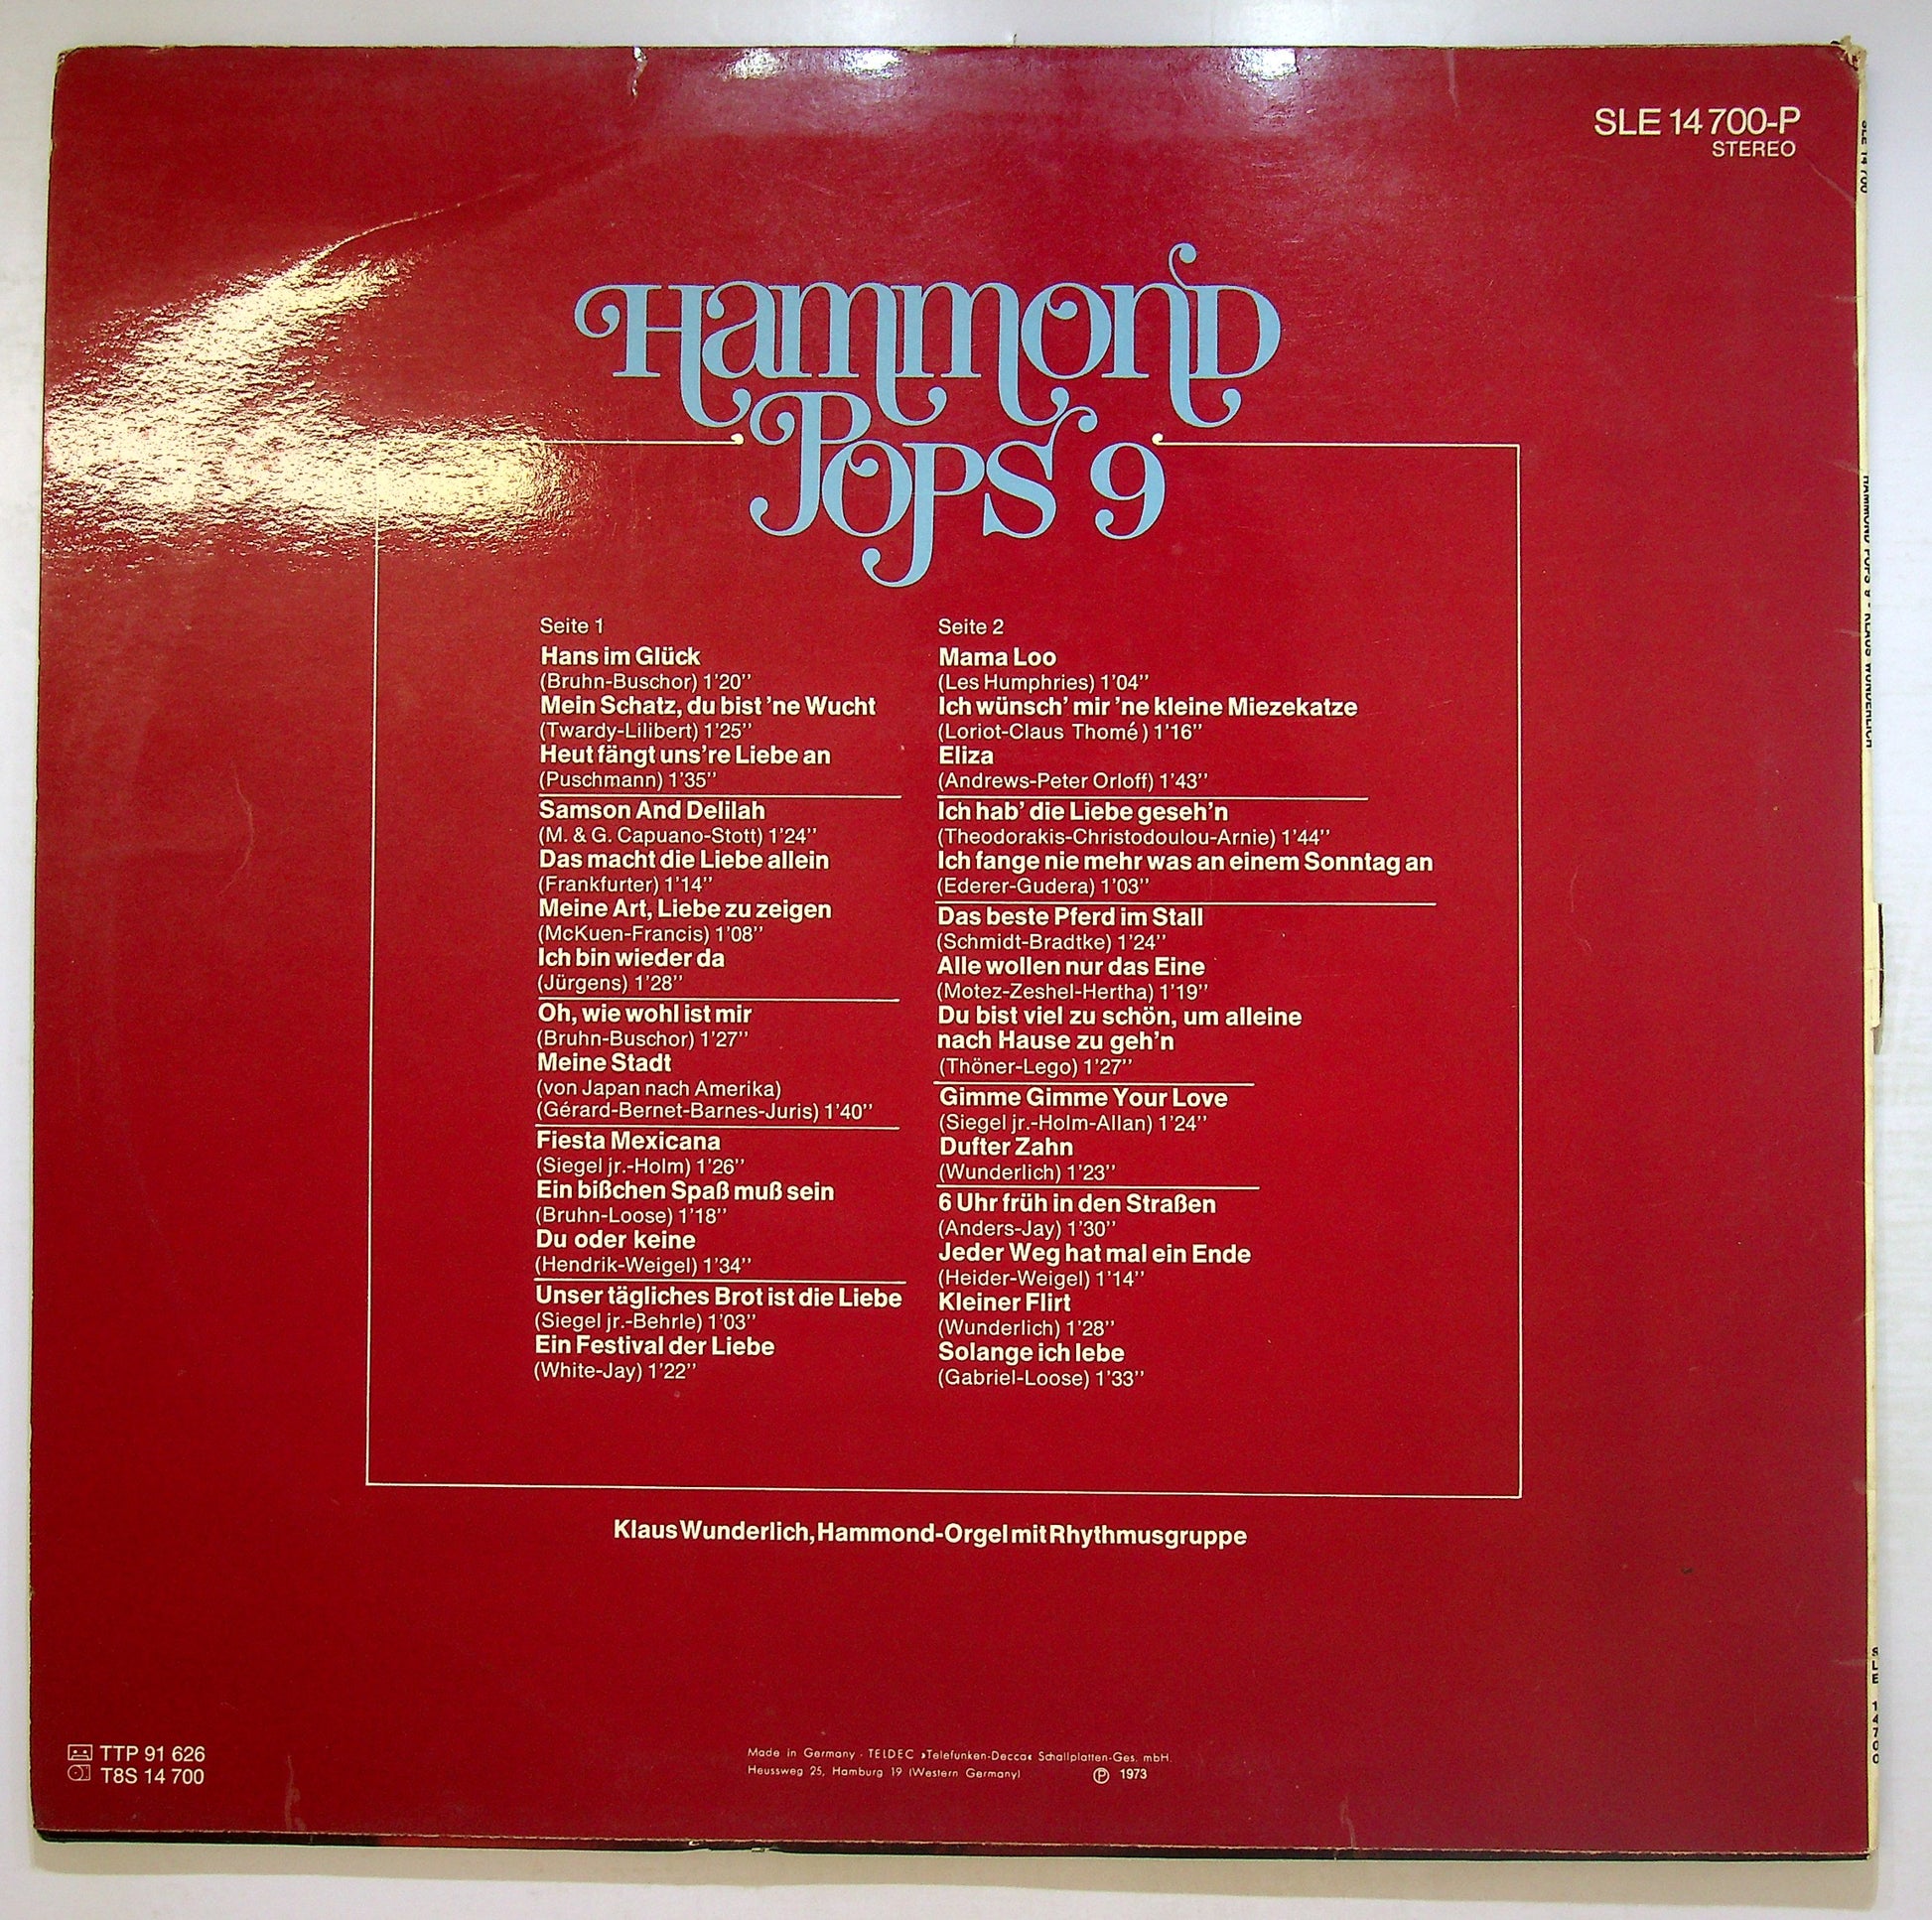 SLE 14 700-P
STEREO
Hammond
Pops 9
Seite 1
Hans im Glück
(Bruhn-Buschor) 1'20''
Mein Schatz, du bist 'ne Wucht
(Twardy-Lilibert) 1'25''
Heut fängt uns're Liebe an
(Puschmann) 1'35''
Samson And Delilah
(M. & G. Capuano-Stott) 1'24''
Das macht die Liebe allein
(Frankfurter) 1'14''
Meine Art, Liebe zu zeigen
(McKuen-Francis) 1'08''
Ich bin wieder da
(Jürgens) 1'28''
Oh, wie wohl ist mir
(Bruhn-Buschor) 1'27''
Meine Stadt
(von Japan nach Amerika)
(Gérard-Bernet-Barnes-Juris) 1'40''
Fiesta Mexicana
(Siegel jr.-Holm) 1'26''
Ein bißchen Spaß muß sein
(Bruhn-Loose) 1'18''
Du oder keine
(Hendrik-Weigel) 1'34''
Unser tägliches Brot ist die Liebe
(Siegel jr.-Behrle) 1'03''
Ein Festival der Liebe
(White-Jay) 1'22''
Seite 2
Mama Loo
(Les Humphries) 1'04''
Ich wünsch' mir 'ne kleine Miezekatze
(Loriot-Claus Thomé) 1'16''
Eliza
(Andrews-Peter Orloff) 1'43''
Ich hab' die Liebe geseh'n
(Theodorakis-Christodoulou-Arnie) 1'44''
Ich fange nie mehr was an einem Sonntag an
(Ederer-Gudera) 1'03''
Das beste Pferd im Stall
(Schmidt-Bradtke) 1'24''
Alle wollen nur das Eine
(Motez-Zeshel-Hertha) 1'19''
Du bist viel zu schön, um alleine
nach Hause zu geh'n
(Thöner-Lego) 1'27''
Gimme Gimme Your Love
(Siegel jr.-Holm-Allan) 1'24''
Dufter Zahn
(Wunderlich) 1'23''
6 Uhr früh in den Straßen
(Anders-Jay) 1'30''
Jeder Weg hat mal ein Ende
(Heider-Weigel) 1'14''
Kleiner Flirt
(Wunderlich) 1'28''
Solange ich lebe
(Gabriel-Loose) 1'33''
Klaus Wunderlich, Hammond-Orgel mit Rhythmusgruppe
TTP 91 626
T8S 14 700
Made in Germany · TELDEC »Telefunken-Decca« Schallplatten-Ges. mbH.
Heussweg 25, Hamburg 19 (Western Germany) ℗ 1973
SLE 14 700
HAMMOND POPS 9 - KLAUS WUNDERLICH